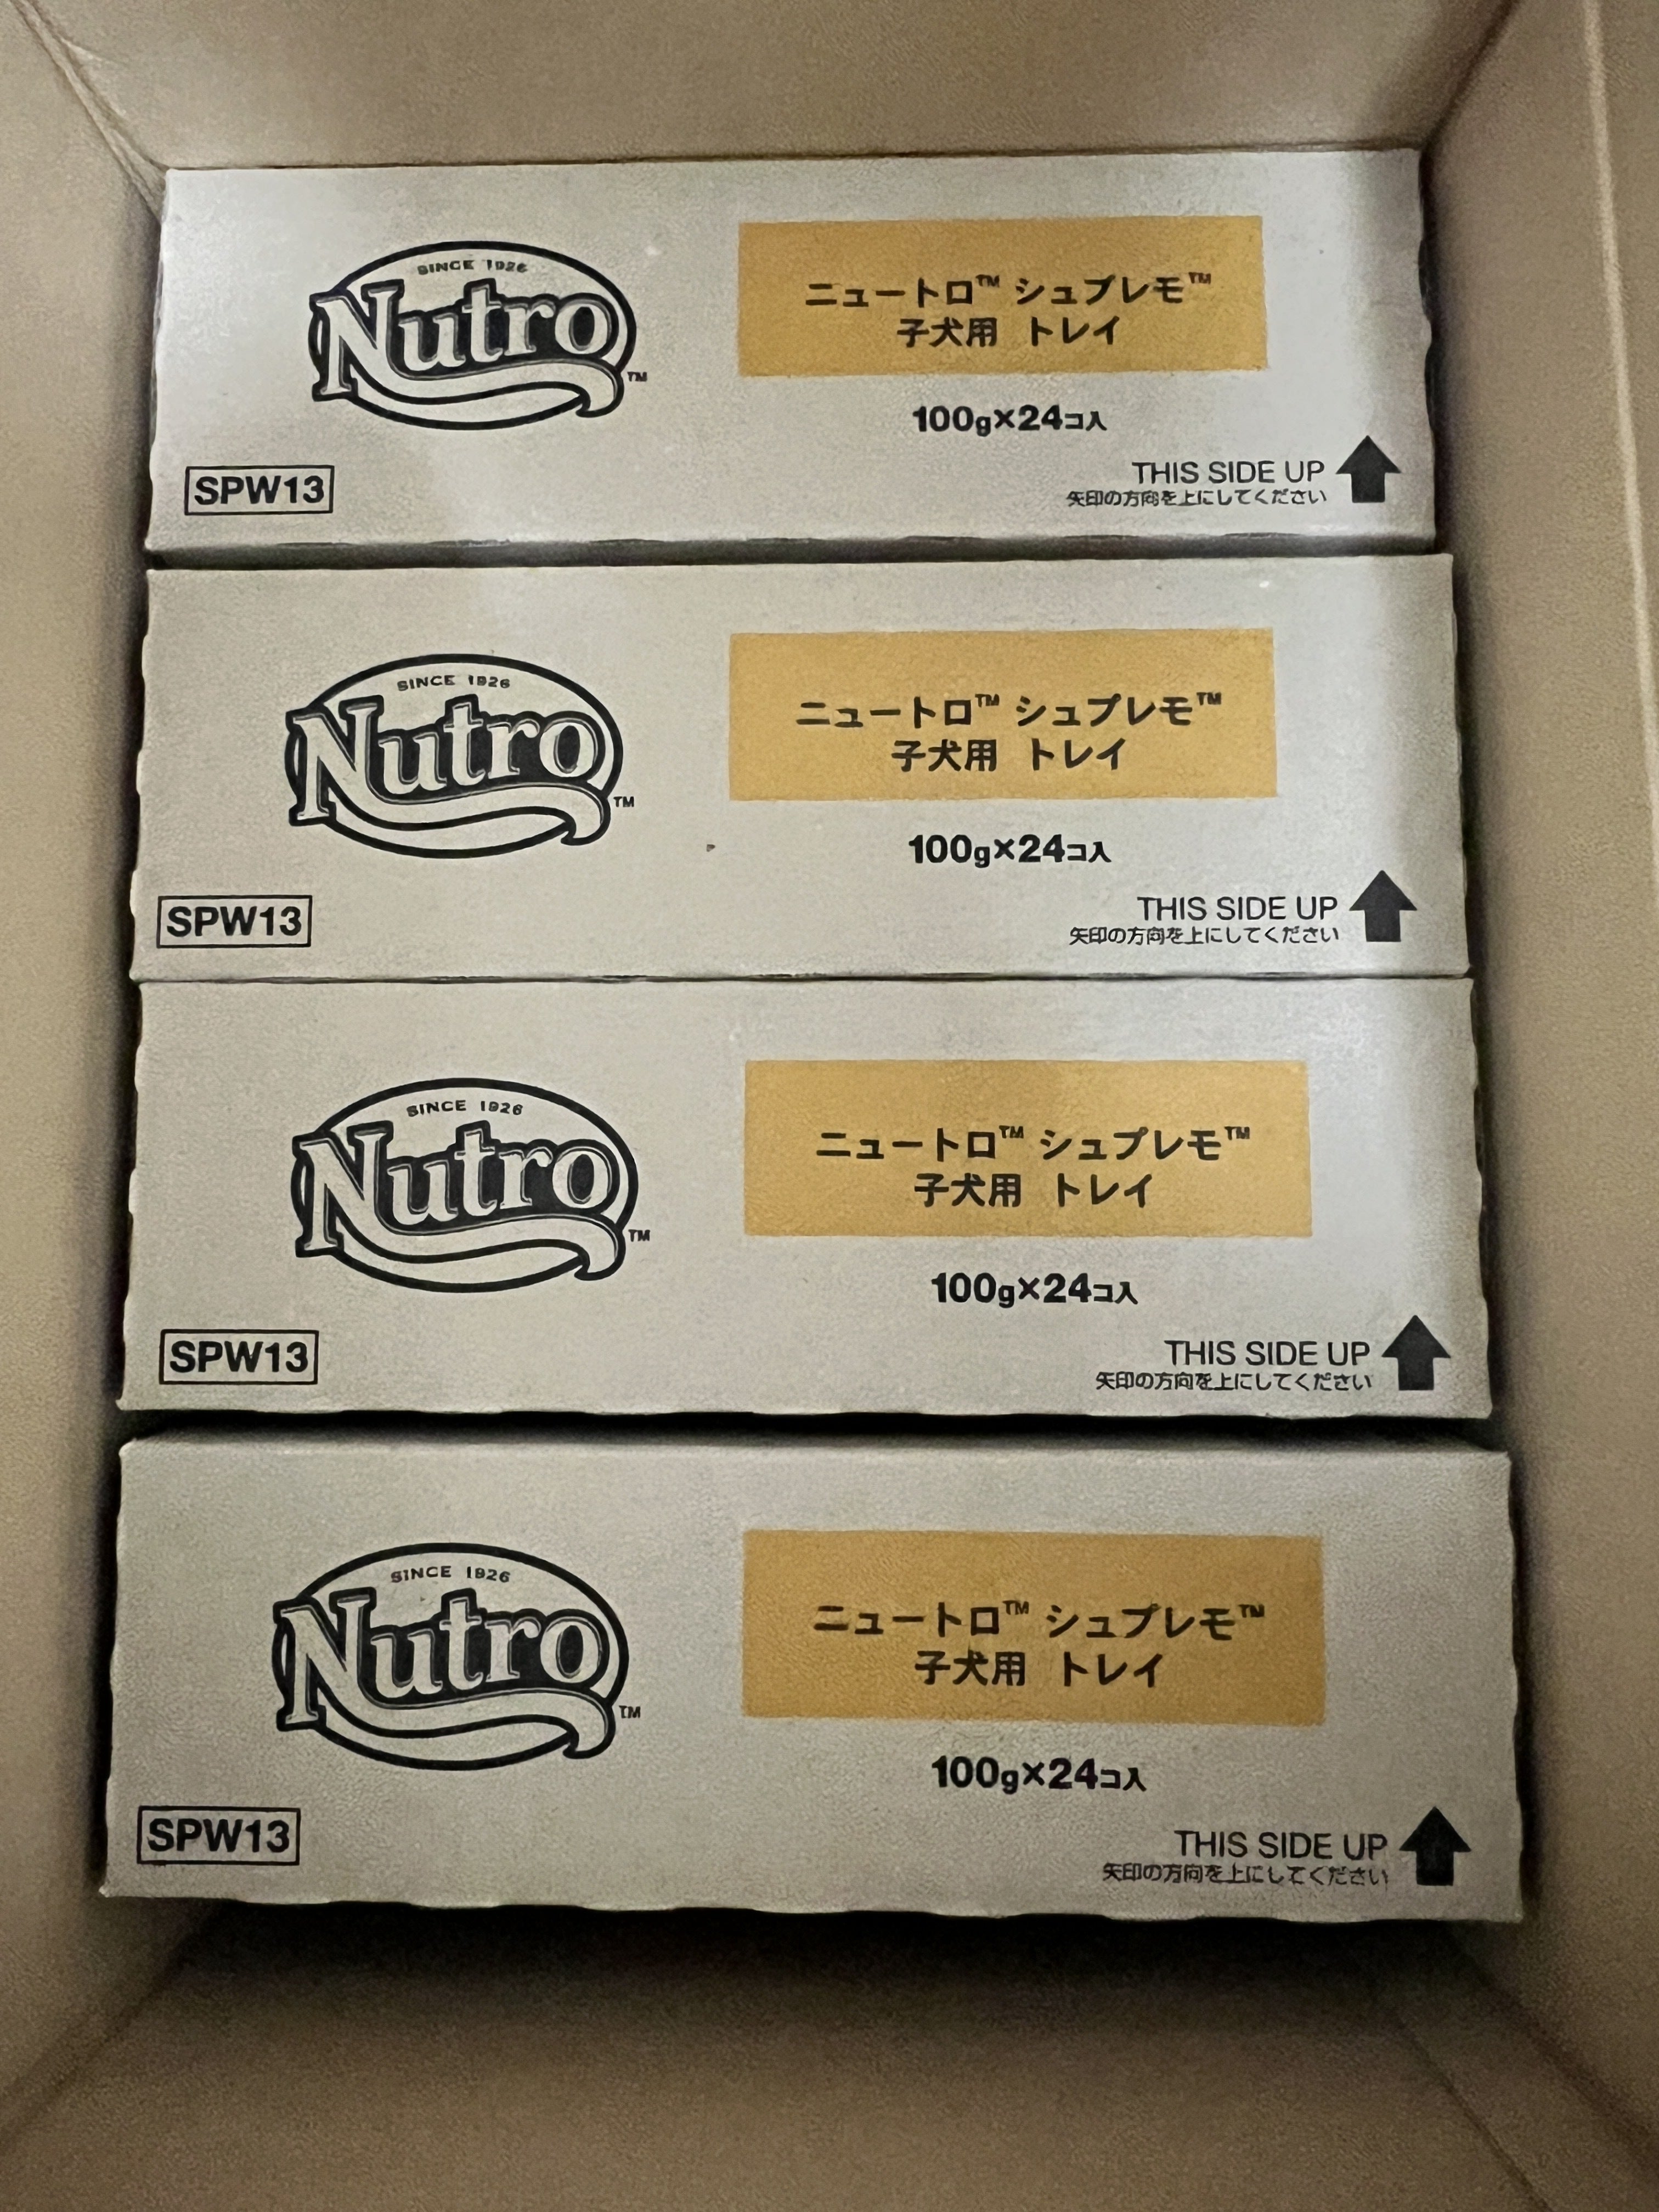 SINCE 1926
Nutro™
ニュートロ™ シュプレモ™
子犬用 トレイ
100g×24コ入
SPW13
THIS SIDE UP
矢印の方向を上にしてください
SINCE 1926
Nutro™
ニュートロ™ シュプレモ™
子犬用 トレイ
100g×24コ入
SPW13
THIS SIDE UP
矢印の方向を上にしてください
SINCE 1926
Nutro™
ニュートロ™ シュプレモ™
子犬用 トレイ
100g×24コ入
SPW13
THIS SIDE UP
矢印の方向を上にしてください
SINCE 1926
Nutro™
ニュートロ™ シュプレモ™
子犬用 トレイ
100g×24コ入
SPW13
THIS SIDE UP
矢印の方向を上にしてください